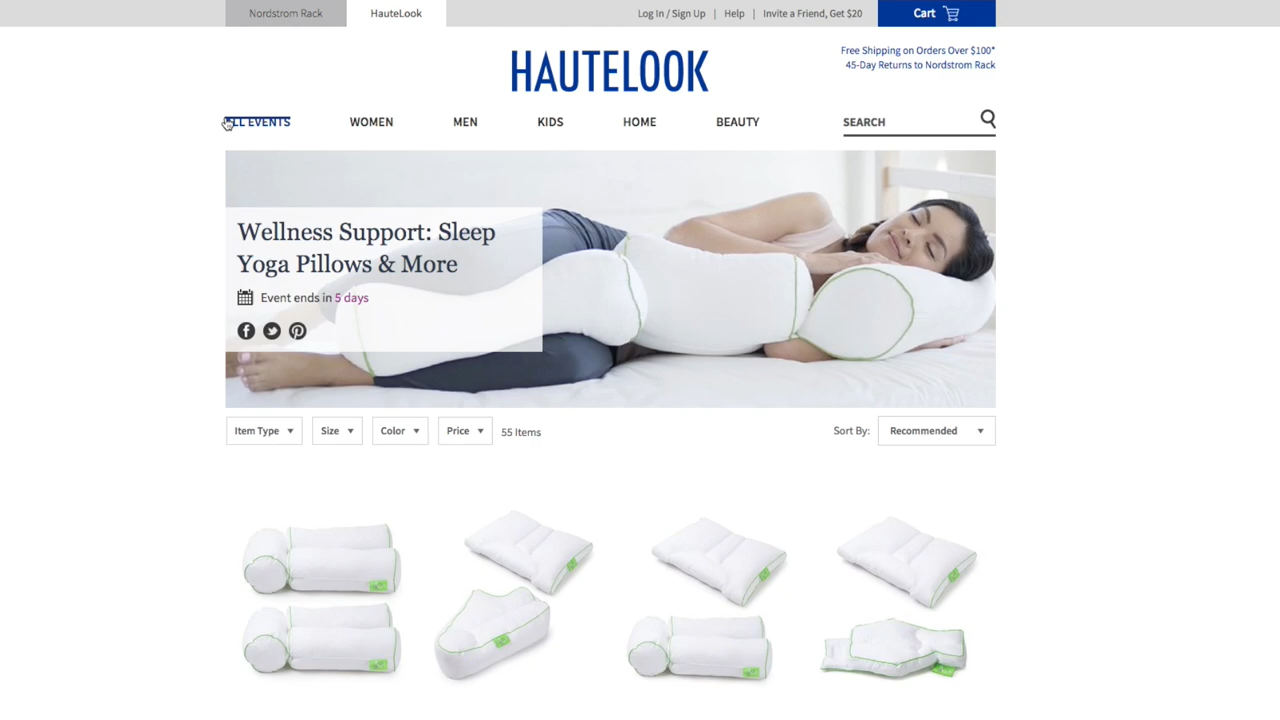 Nordstrom Rack
HauteLook
Log In / Sign Up | Help | Invite a Friend, Get $20
Cart
HAUTELOOK
Free Shipping on Orders Over $100*
45-Day Returns to Nordstrom Rack
ALL EVENTS
WOMEN
MEN
KIDS
HOME
BEAUTY
SEARCH
Wellness Support: Sleep
Yoga Pillows & More
Event ends in 5 days
Item Type
Size
Color
Price
55 Items
Sort By:
Recommended